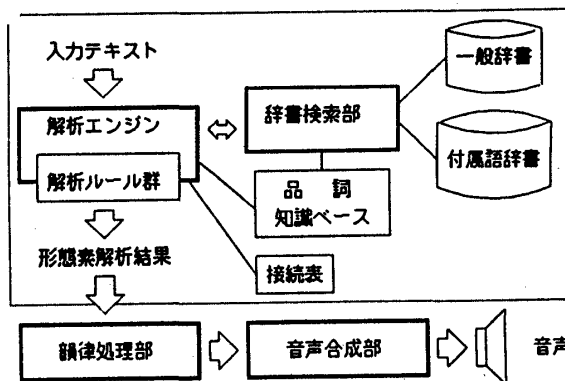 入力テキスト
一般辞書
解析エンジン
辞書検索部
解析ルール群
付属語辞書
品 詞
知識ベース
形態素解析結果
接続表
韻律処理部
音声合成部
音声